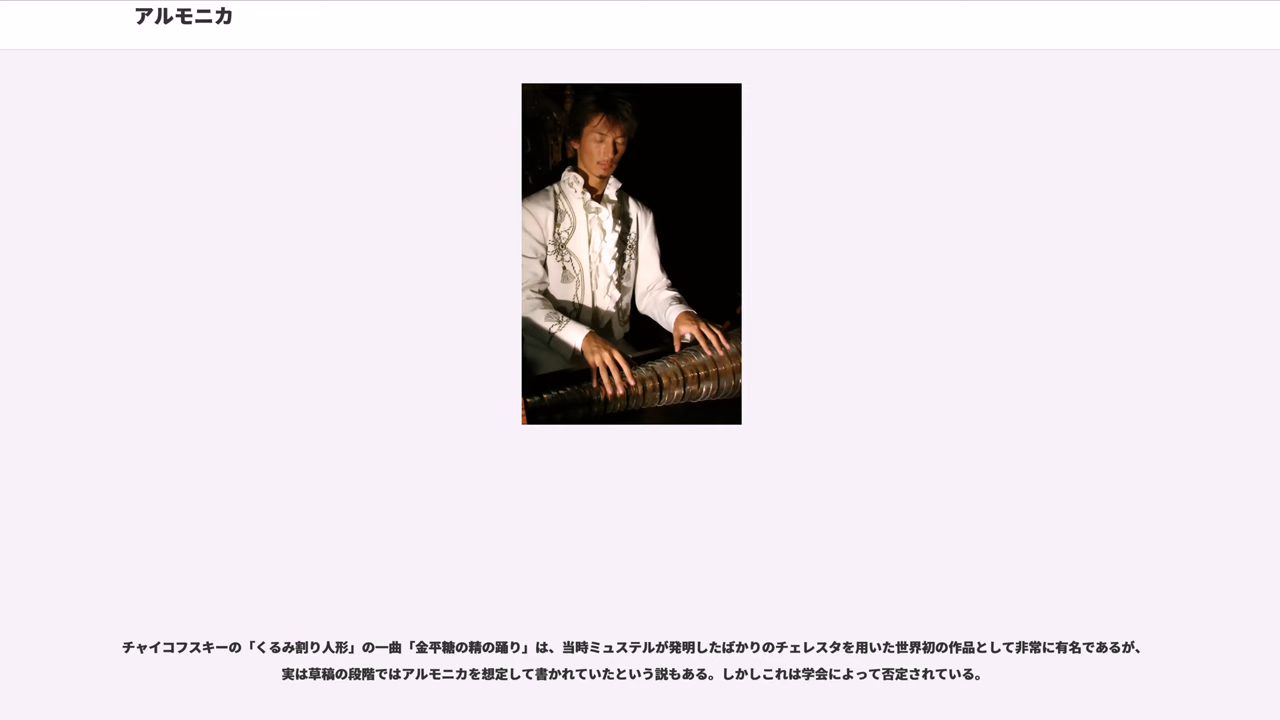 アルモニカ
チャイコフスキーの「くるみ割り人形」の一曲「金平糖の精の踊り」は、当時ミュステルが発明したばかりのチェレスタを用いた世界初の作品として非常に有名であるが、
実は草稿の段階ではアルモニカを想定して書かれていたという説もある。しかしこれは学会によって否定されている。